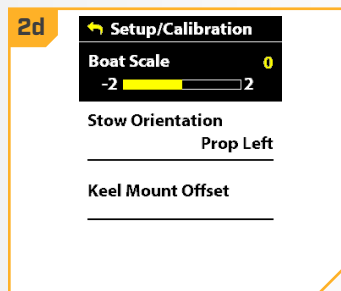 2d
Setup/Calibration
Boat Scale 0
-2 2
Stow Orientation
Prop Left
Keel Mount Offset